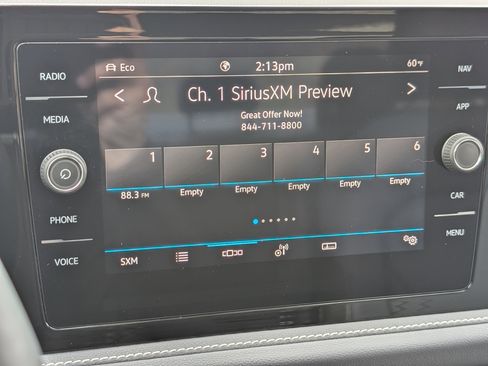 RADIO
MEDIA
PHONE
VOICE
Eco
2:13pm
60°F
Ch. 1 SiriusXM Preview
Great Offer Now!
844-711-8800
1 2 3 4 5 6
88.3 FM Empty Empty Empty Empty Empty
SXM
NAV
APP
CAR
MENU